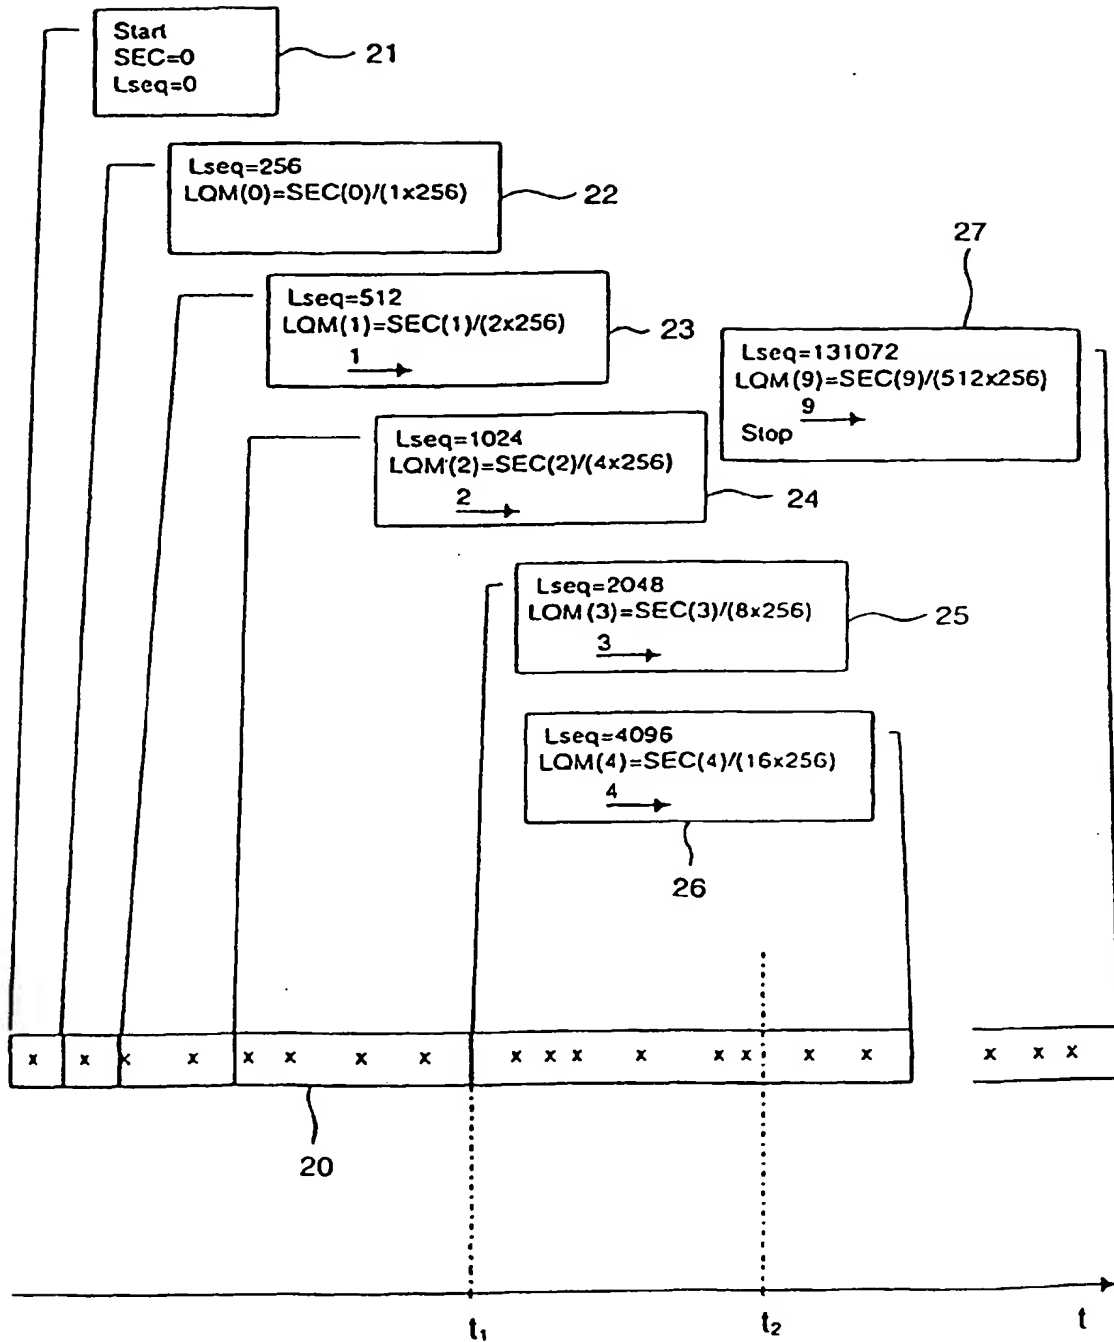 Start
SEC=0
Lseq=0
21
Lseq=256
LQM(0)=SEC(0)/(1x256)
22
Lseq=512
LQM(1)=SEC(1)/(2x256)
1
23
27
Lseq=131072
LQM(9)=SEC(9)/(512x256)
9
Stop
Lseq=1024
LQM(2)=SEC(2)/(4x256)
2
24
Lseq=2048
LQM(3)=SEC(3)/(8x256)
3
25
Lseq=4096
LQM(4)=SEC(4)/(16x256)
4
26
x x x x x x x x x x x x x x x x x x x
20
t₁ t₂ t